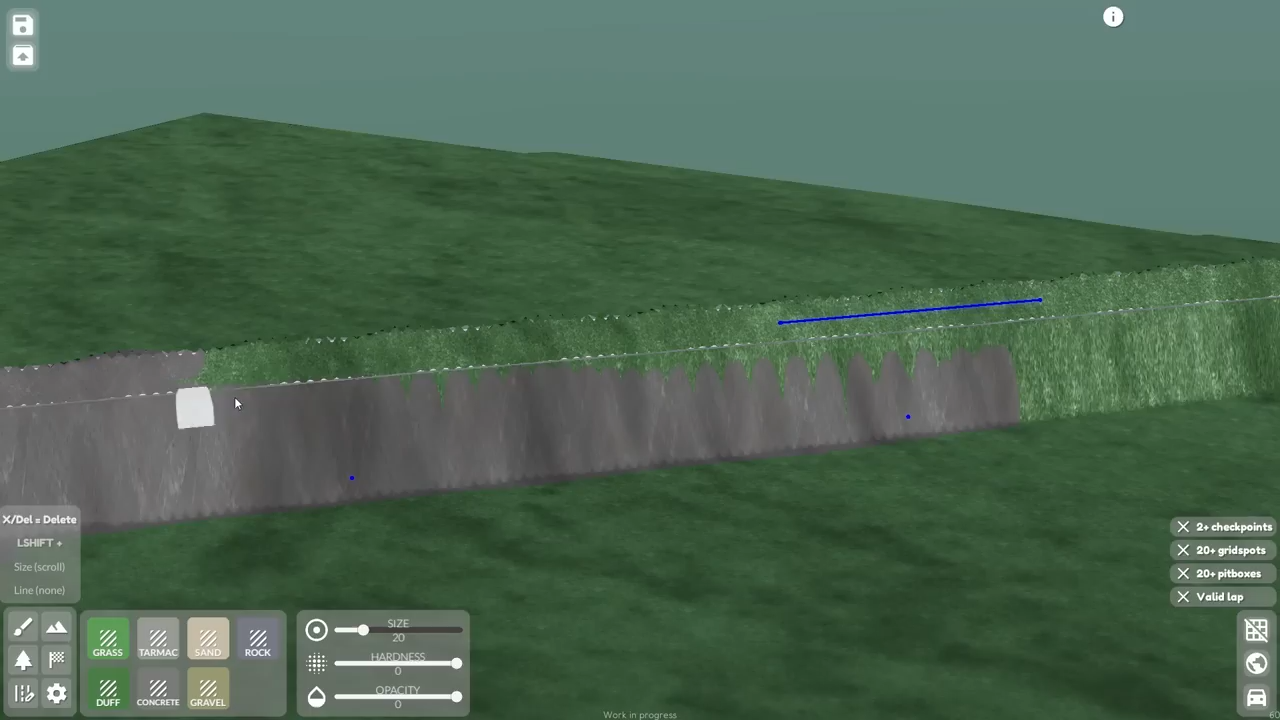 X/Del = Delete
LSHIFT +
Size (scroll)
Line (none)
GRASS
TARMAC
SAND
ROCK
DUFF
CONCRETE
GRAVEL
SIZE
20
HARDNESS
0
OPACITY
0
2+ checkpoints
20+ gridspots
20+ pitboxes
Valid lap
Work in progress
60